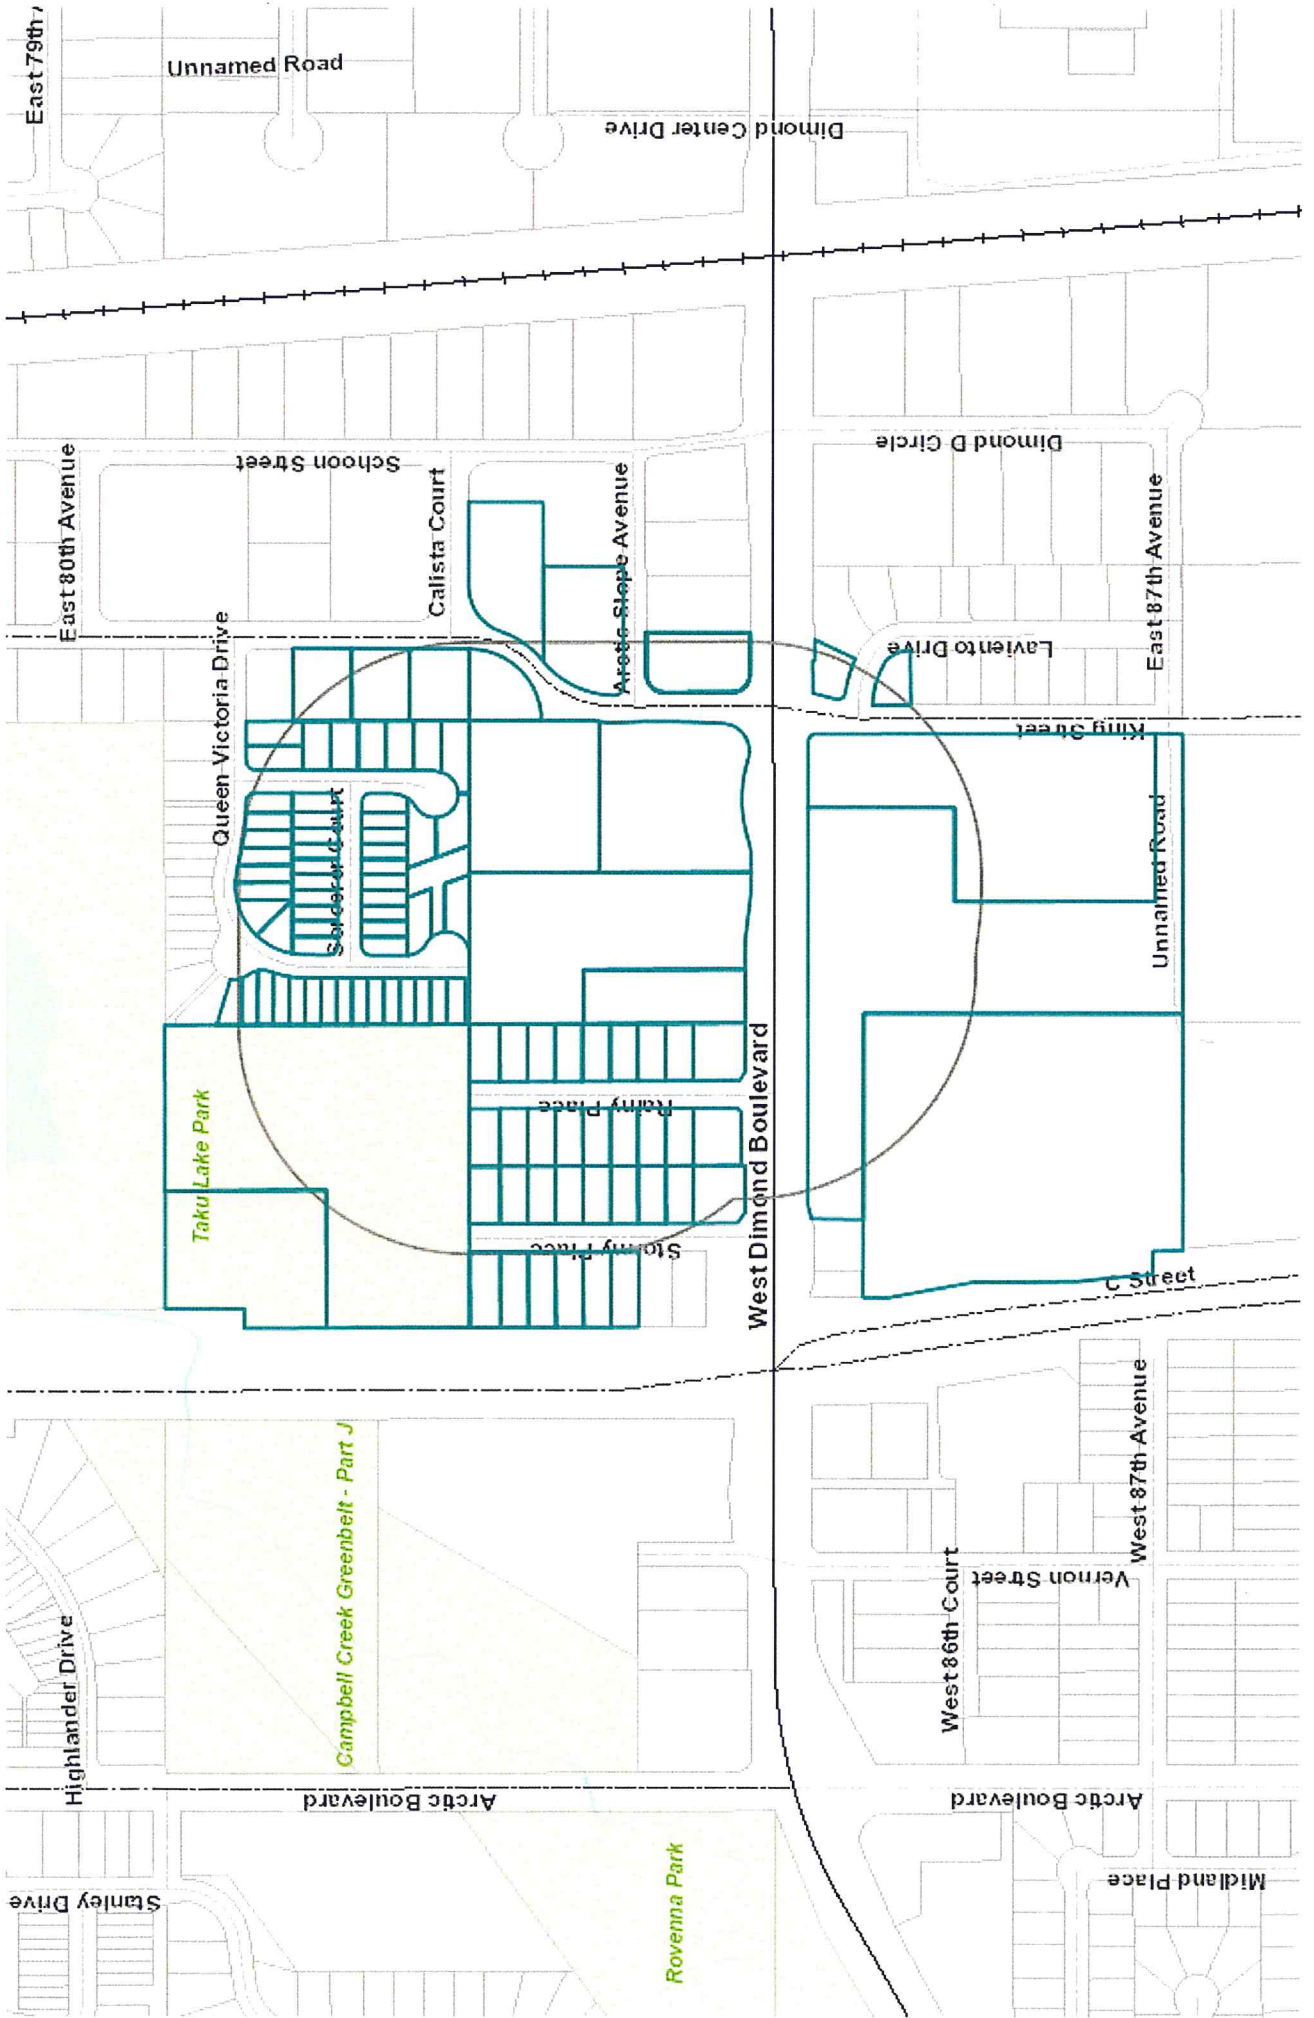 East 79th
Unnamed Road
Dimond Center Drive
East 80th Avenue
Schoon Street
Calista Court
Arctic Slope Avenue
Dimond D Circle
East 87th Avenue
Queen Victoria Drive
Laviento Drive
King Street
Sorcerer Court
Unnamed Road
Taku Lake Park
Rainy Place
Stormy Place
West Dimond Boulevard
C Street
Campbell Creek Greenbelt - Part J
West 87th Avenue
Vernon Street
West 86th Court
Highlander Drive
Arctic Boulevard
Arctic Boulevard
Stanley Drive
Rovenna Park
Midland Place